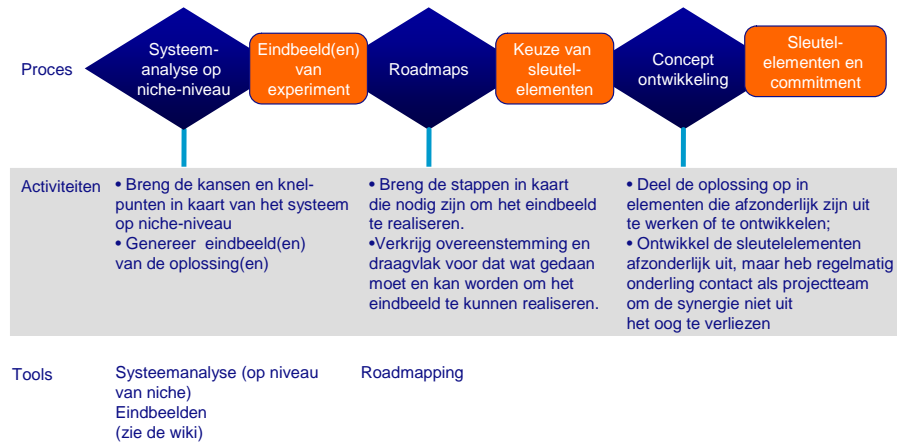 Proces
Systeem-
analyse op
niche-niveau
Eindbeeld(en)
van
experiment
Roadmaps
Keuze van
sleutel-
elementen
Concept
ontwikkeling
Sleutel-
elementen en
commitment
Activiteiten
• Breng de kansen en knel-
punten in kaart van het systeem
op niche-niveau
• Genereer eindbeeld(en)
van de oplossing(en)
• Breng de stappen in kaart
die nodig zijn om het eindbeeld
te realiseren.
•Verkrijg overeenstemming en
draagvlak voor dat wat gedaan
moet en kan worden om het
eindbeeld te kunnen realiseren.
• Deel de oplossing op in
elementen die afzonderlijk zijn uit
te werken of te ontwikkelen;
• Ontwikkel de sleutelelementen
afzonderlijk uit, maar heb regelmatig
onderling contact als projectteam
om de synergie niet uit
het oog te verliezen
Tools
Systeemanalyse (op niveau
van niche)
Eindbeelden
(zie de wiki)
Roadmapping